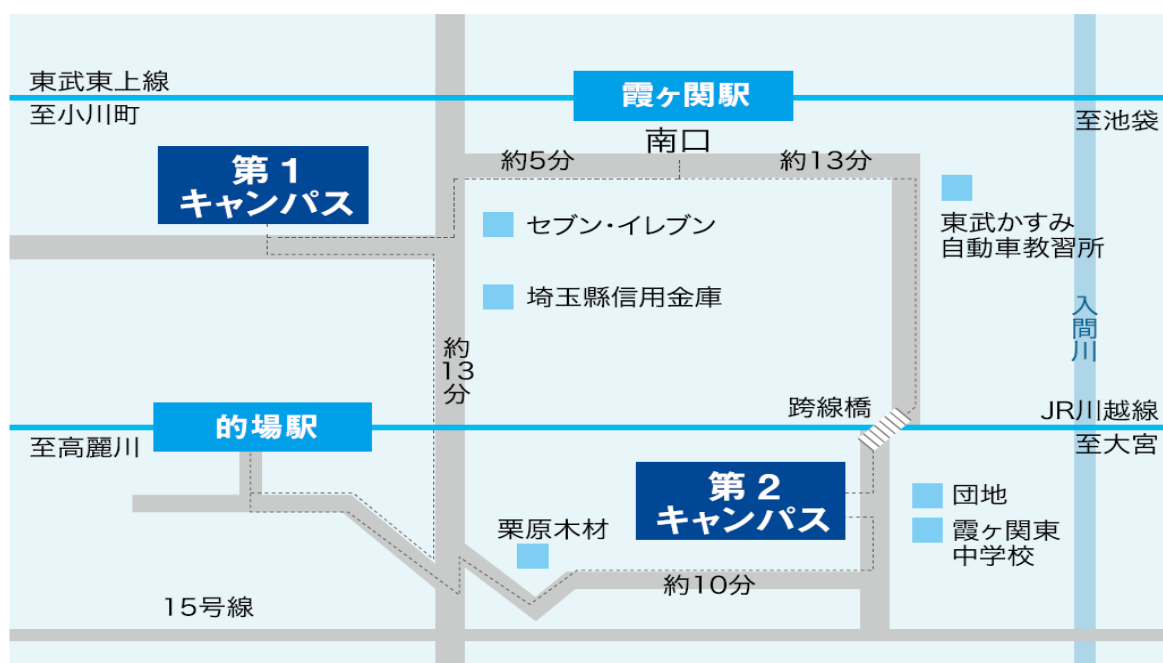 東武東上線
至小川町
霞ヶ関駅
南口
至池袋
第1
キャンパス
約5分
約13分
セブン・イレブン
東武かすみ
自動車教習所
埼玉縣信用金庫
入間川
約13分
的場駅
至高麗川
跨線橋
JR川越線
至大宮
第2
キャンパス
団地
霞ヶ関東
中学校
栗原木材
約10分
15号線